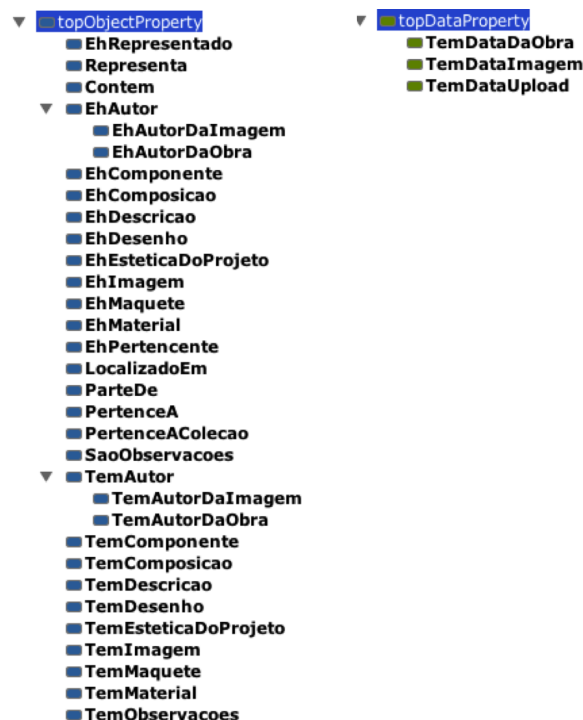 topObjectProperty
EhRepresentado
Representa
Contem
EhAutor
EhAutorDaImagem
EhAutorDaObra
EhComponente
EhComposicao
EhDescricao
EhDesenho
EhEsteticaDoProjeto
EhImagem
EhMaquete
EhMaterial
EhPertencente
LocalizadoEm
ParteDe
PertenceA
PertenceAColecao
SaoObservacoes
TemAutor
TemAutorDaImagem
TemAutorDaObra
TemComponente
TemComposicao
TemDescricao
TemDesenho
TemEsteticaDoProjeto
TemImagem
TemMaquete
TemMaterial
TemObservacoes
topDataProperty
TemDataDaObra
TemDataImagem
TemDataUpload